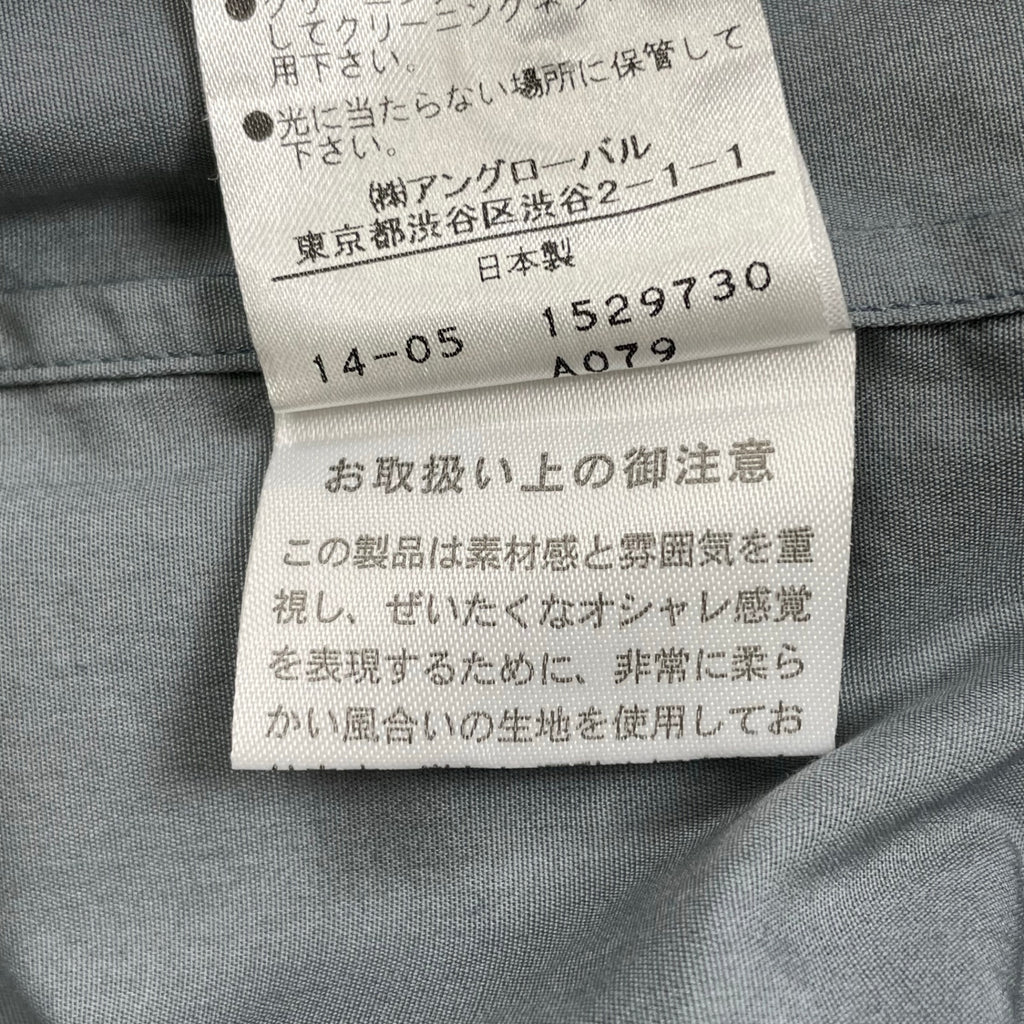 してクリーニングネッ
用下さい。
●光に当たらない場所に保管して
下さい。
㈱アングローバル
東京都渋谷区渋谷2-1-1
日本製
14-05 1529730
A079
お取扱い上の御注意
この製品は素材感と雰囲気を重
視し、ぜいたくなオシャレ感覚
を表現するために、非常に柔ら
かい風合いの生地を使用してお